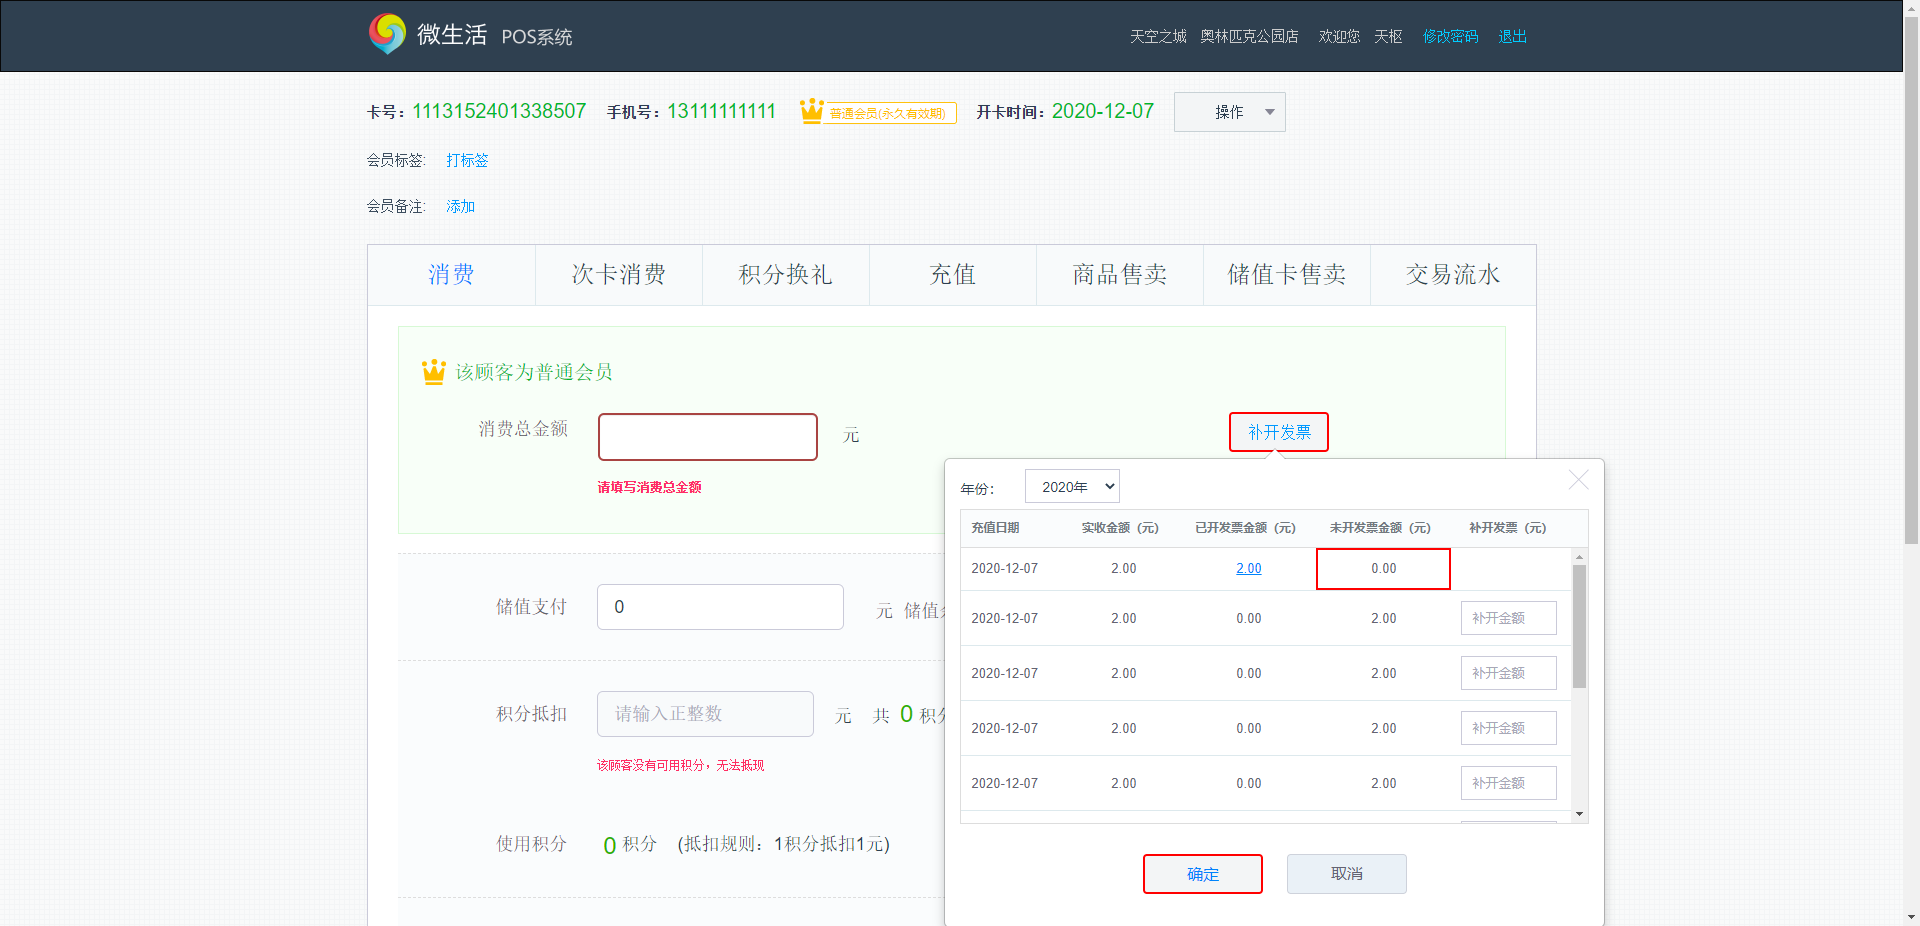 微生活 POS系统
天空之城 奥林匹克公园店 欢迎您 天枢 修改密码 退出
卡号：1113152401338507 手机号：13111111111 普通会员(永久有效期) 开卡时间：2020-12-07 操作
会员标签: 打标签
会员备注: 添加
消费 次卡消费 积分换礼 充值 商品售卖 储值卡售卖 交易流水
该顾客为普通会员
消费总金额 元 补开发票
请填写消费总金额
储值支付 0 元 储值
积分抵扣 请输入正整数 元 共 0 积分
该顾客没有可用积分，无法抵现
使用积分 0 积分 (抵扣规则：1积分抵扣1元)
年份： 2020年
充值日期 实收金额（元） 已开发票金额（元） 未开发票金额（元） 补开发票（元）
2020-12-07 2.00 2.00 0.00
2020-12-07 2.00 0.00 2.00 补开金额
2020-12-07 2.00 0.00 2.00 补开金额
2020-12-07 2.00 0.00 2.00 补开金额
2020-12-07 2.00 0.00 2.00 补开金额
确定 取消